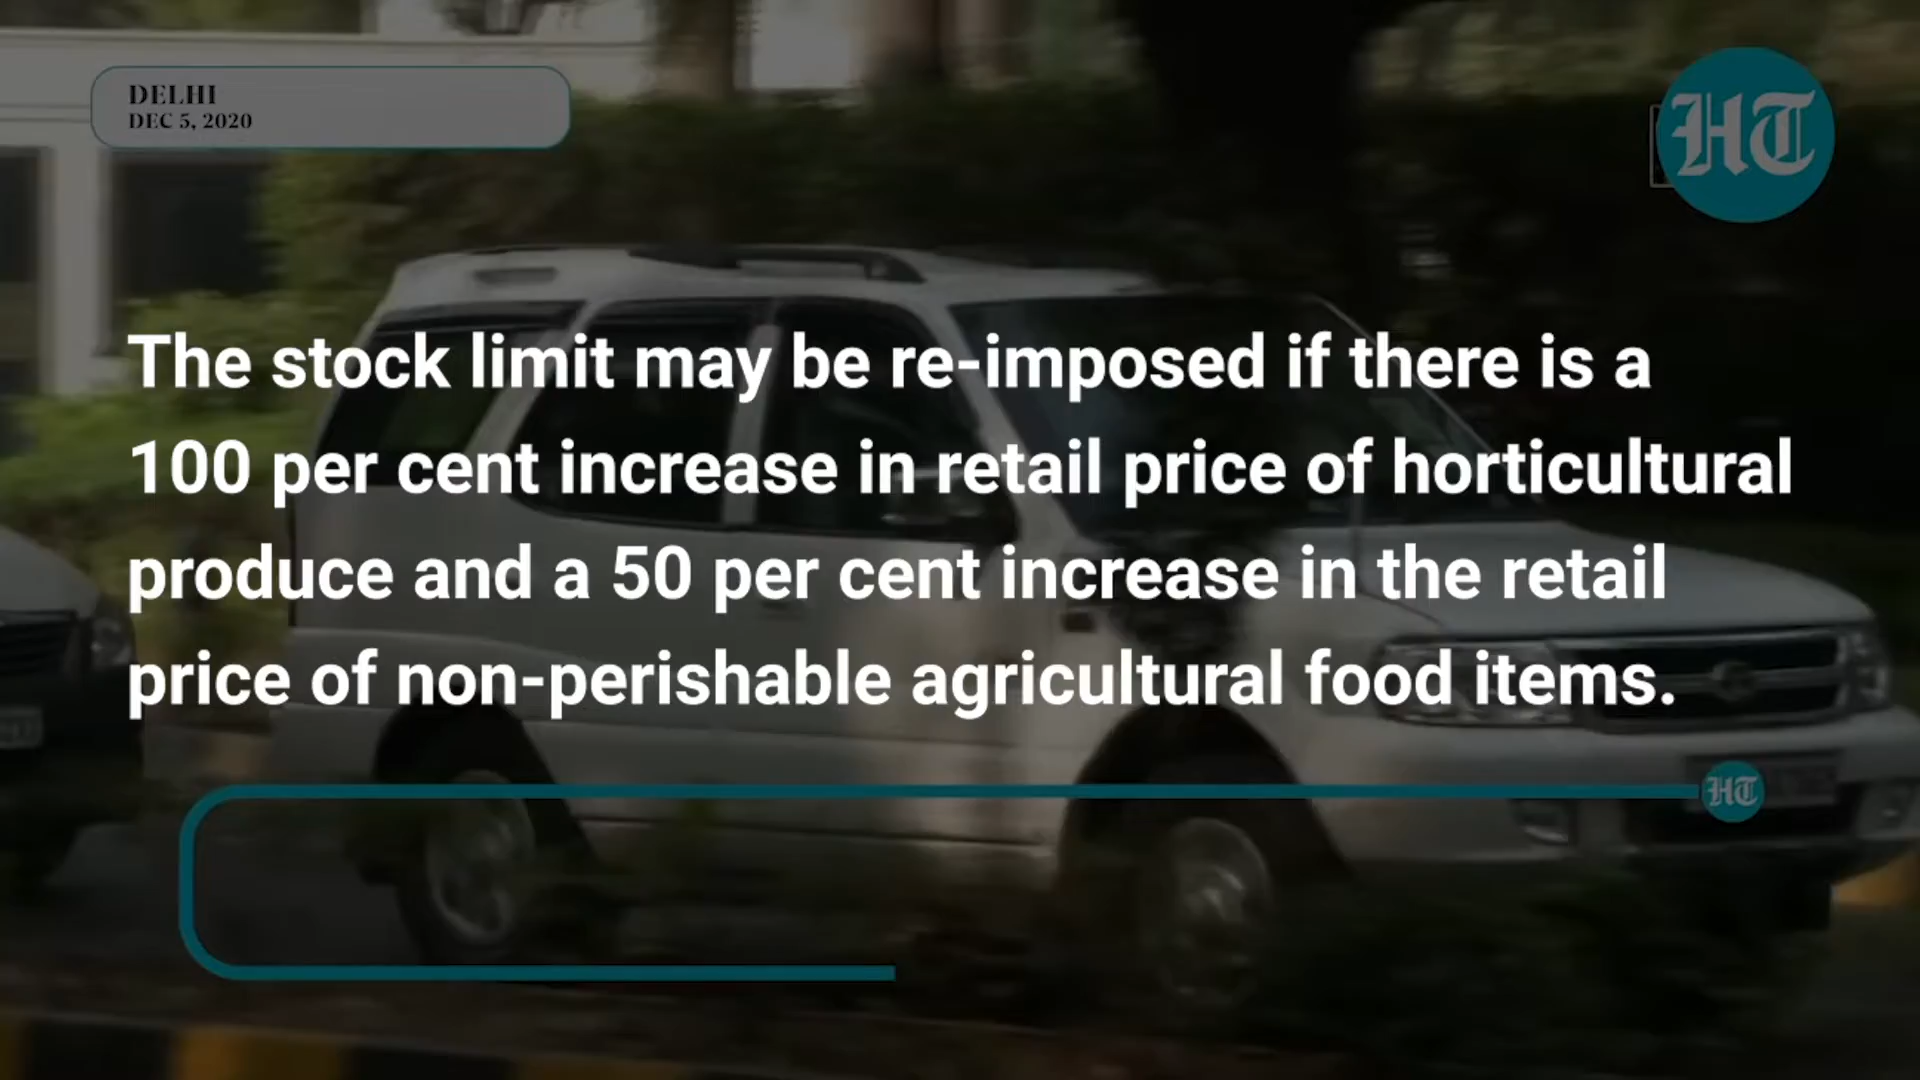 DELHI
DEC 5, 2020
HT
The stock limit may be re-imposed if there is a
100 per cent increase in retail price of horticultural
produce and a 50 per cent increase in the retail
price of non-perishable agricultural food items.
HT